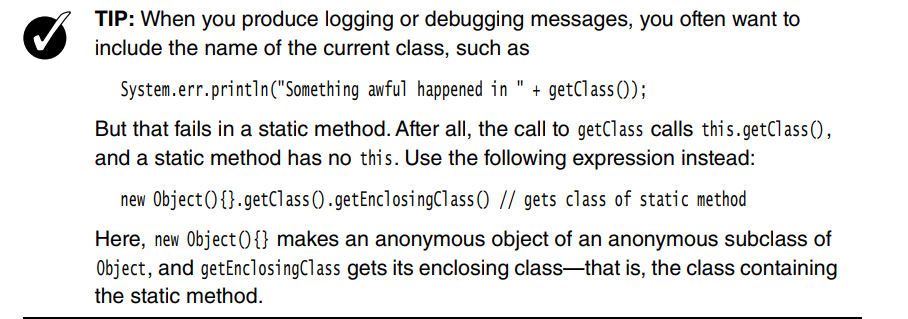 TIP: When you produce logging or debugging messages, you often want to
include the name of the current class, such as
System.err.println("Something awful happened in " + getClass());
But that fails in a static method. After all, the call to getClass calls this.getClass(),
and a static method has no this. Use the following expression instead:
new Object(){}.getClass().getEnclosingClass() // gets class of static method
Here, new Object(){} makes an anonymous object of an anonymous subclass of
Object, and getEnclosingClass gets its enclosing class—that is, the class containing
the static method.